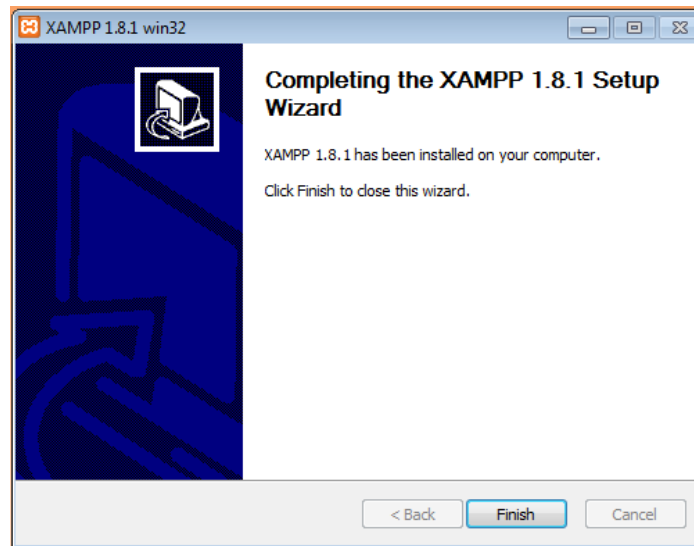 XAMPP 1.8.1 win32
Completing the XAMPP 1.8.1 Setup
Wizard
XAMPP 1.8.1 has been installed on your computer.
Click Finish to close this wizard.
< Back
Finish
Cancel